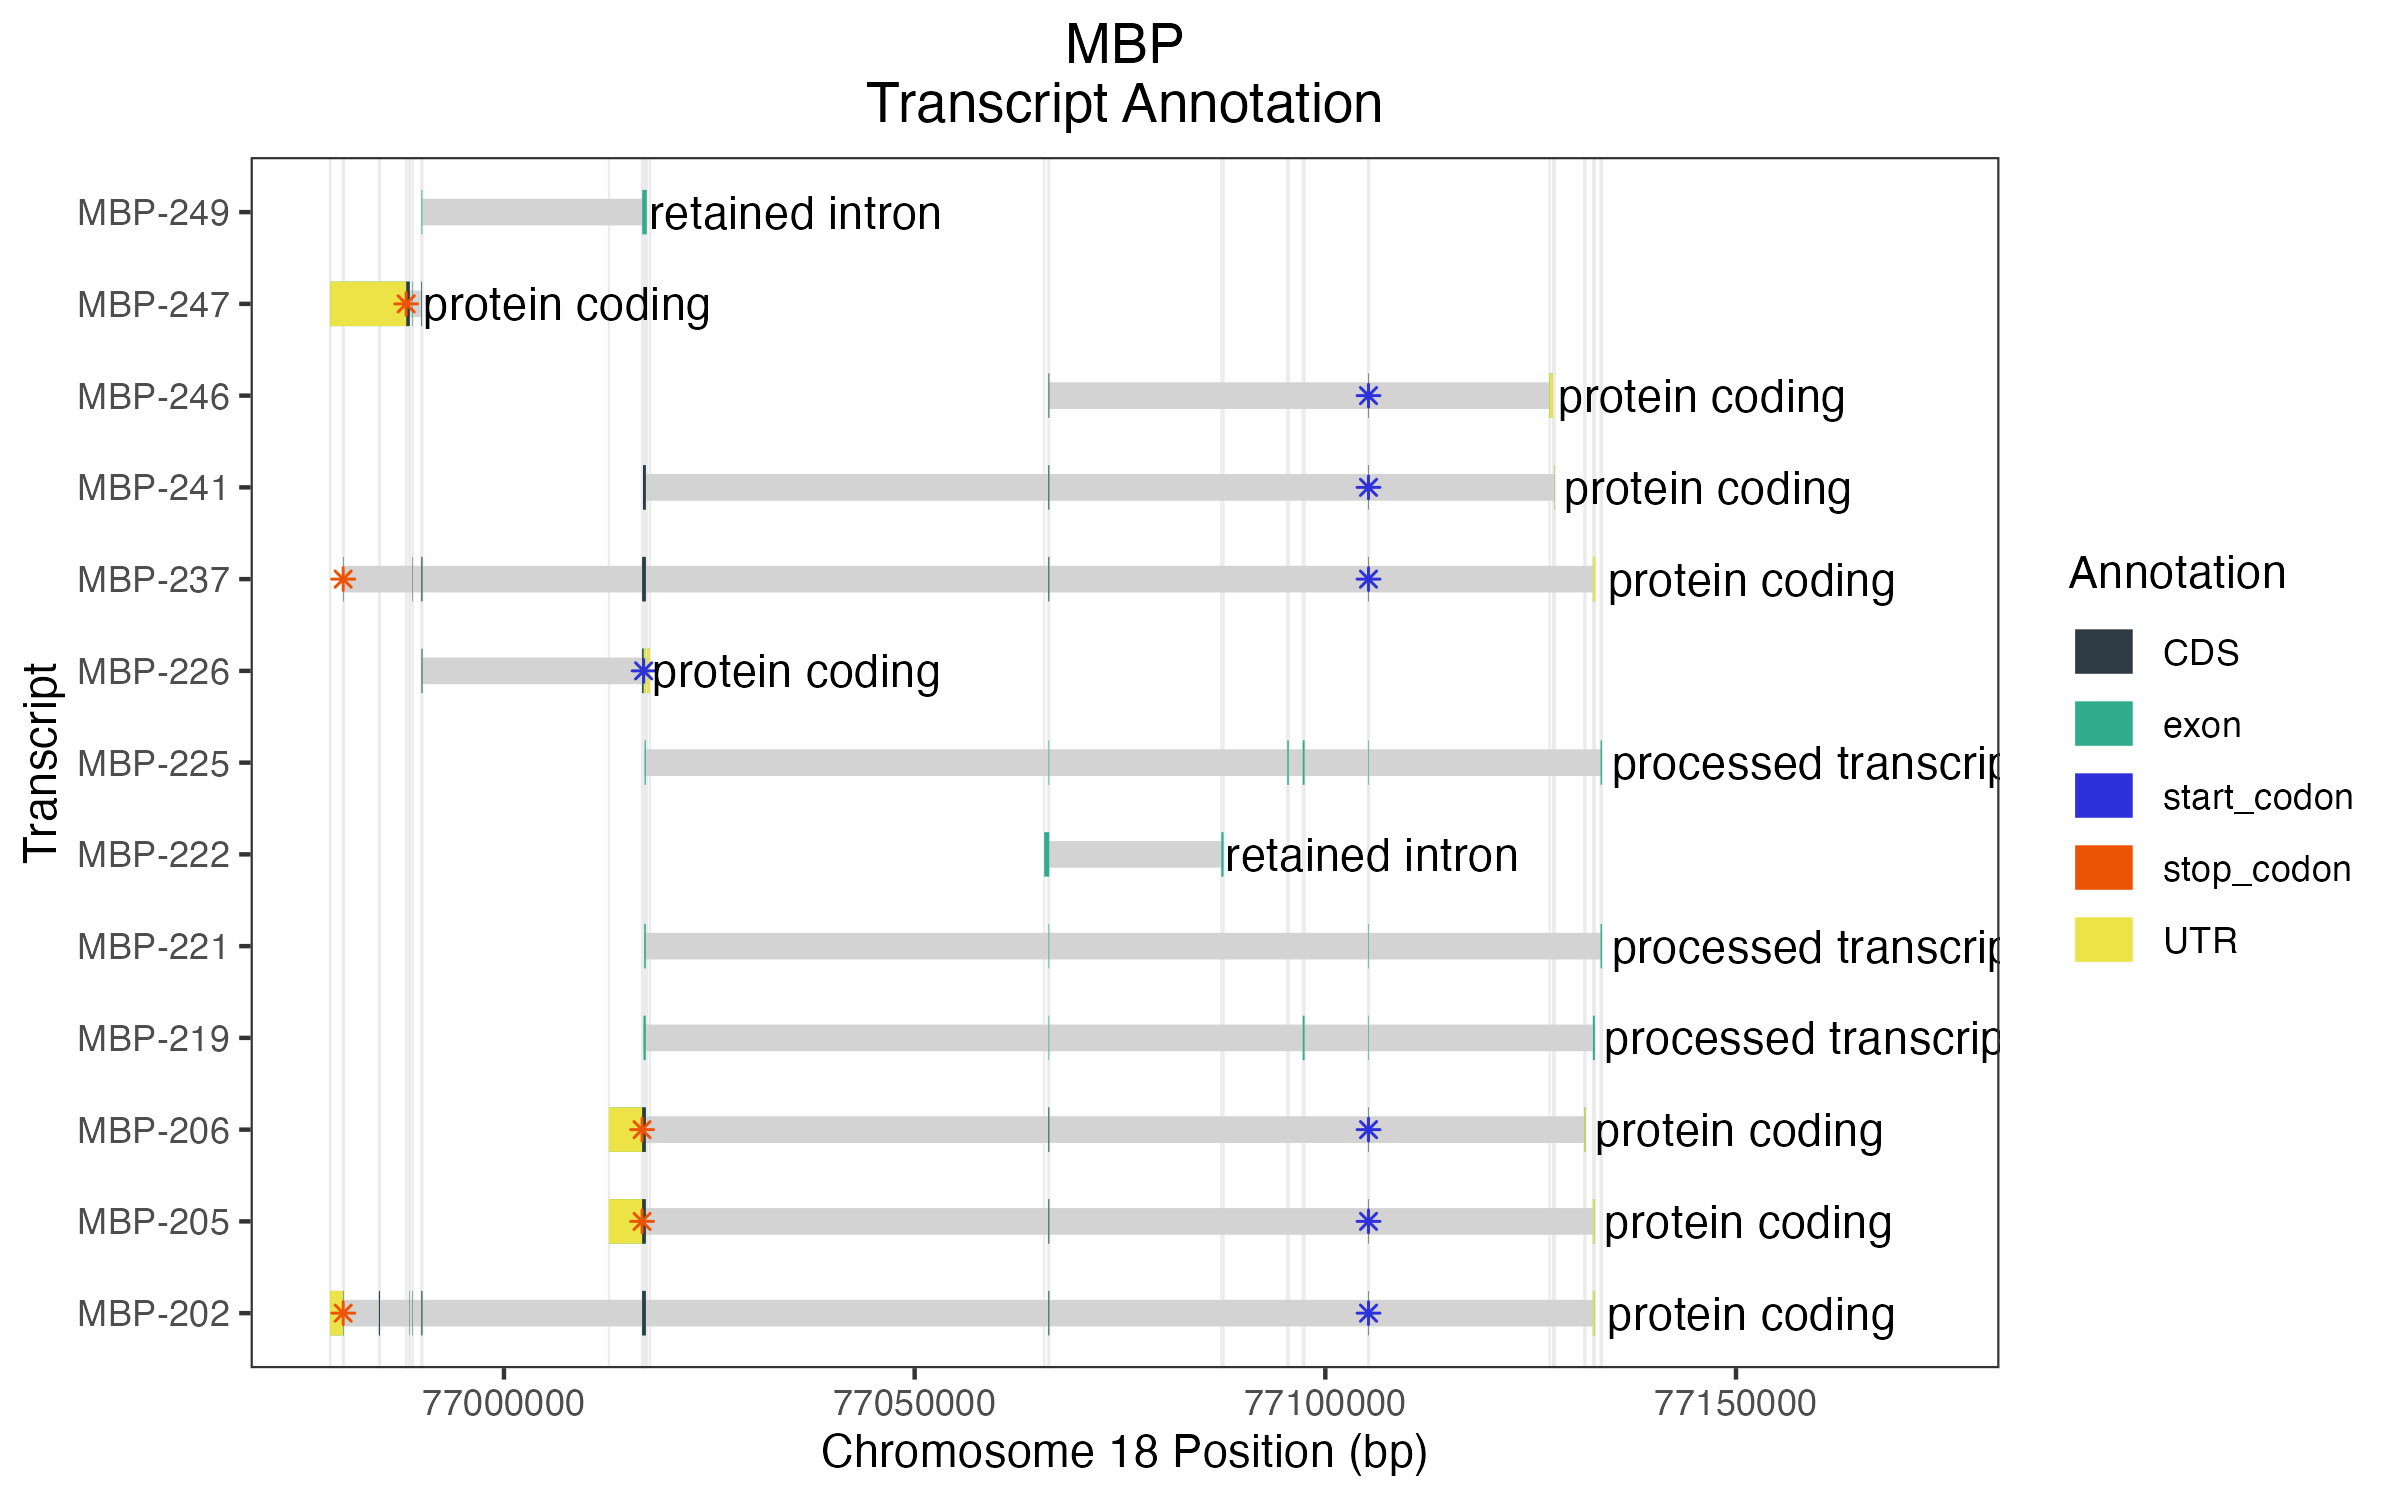 MBP
Transcript Annotation
MBP-249
retained intron
MBP-247
protein coding
MBP-246
protein coding
MBP-241
protein coding
MBP-237
protein coding
MBP-226
protein coding
MBP-225
processed transcrip
MBP-222
retained intron
MBP-221
processed transcrip
MBP-219
processed transcrip
MBP-206
protein coding
MBP-205
protein coding
MBP-202
protein coding
Transcript
77000000
77050000
77100000
77150000
Chromosome 18 Position (bp)
Annotation
CDS
exon
start_codon
stop_codon
UTR